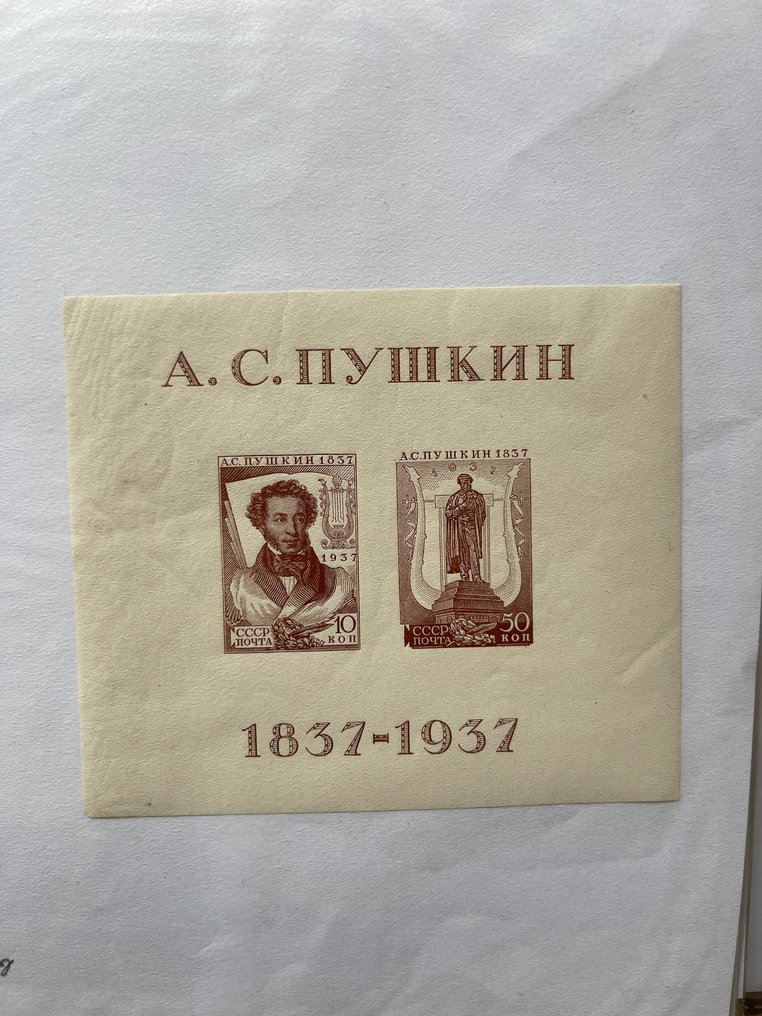 А. С. ПУШКИН
А.С. ПУШКИН 1837
1937
СССР
ПОЧТА
10
КОП
А.С. ПУШКИН 1837
1937
СССР
ПОЧТА
50
КОП
1837-1937